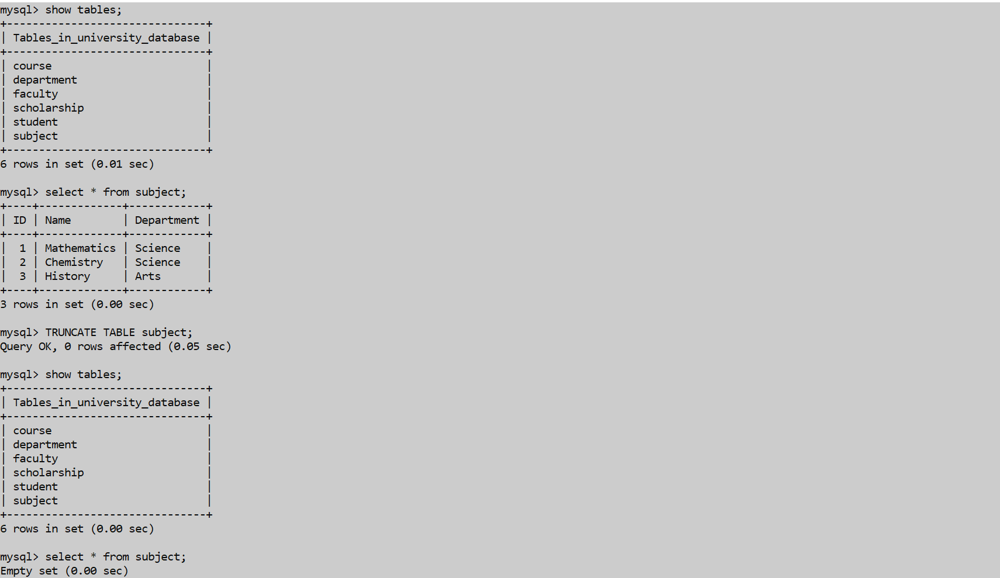 mysql> show tables;
+-------------------------------+
| Tables_in_university_database |
+-------------------------------+
| course                        |
| department                    |
| faculty                       |
| scholarship                   |
| student                       |
| subject                       |
+-------------------------------+
6 rows in set (0.01 sec)

mysql> select * from subject;
+----+-------------+------------+
| ID | Name        | Department |
+----+-------------+------------+
|  1 | Mathematics | Science    |
|  2 | Chemistry   | Science    |
|  3 | History     | Arts       |
+----+-------------+------------+
3 rows in set (0.00 sec)

mysql> TRUNCATE TABLE subject;
Query OK, 0 rows affected (0.05 sec)

mysql> show tables;
+-------------------------------+
| Tables_in_university_database |
+-------------------------------+
| course                        |
| department                    |
| faculty                       |
| scholarship                   |
| student                       |
| subject                       |
+-------------------------------+
6 rows in set (0.00 sec)

mysql> select * from subject;
Empty set (0.00 sec)